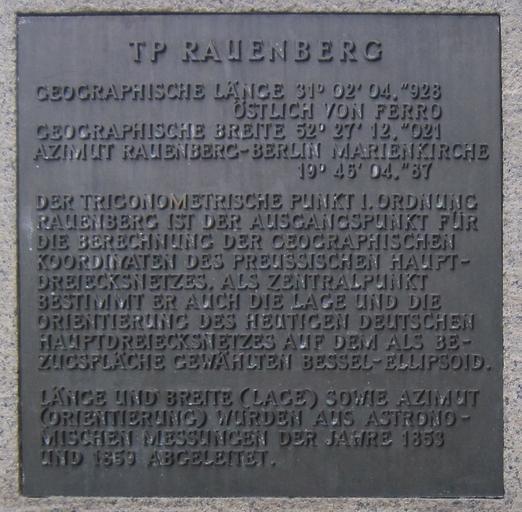 TP RAUENBERG
GEOGRAPHISCHE LÄNGE 31° 02' 04,"928
ÖSTLICH VON FERRO
GEOGRAPHISCHE BREITE 52° 27' 12,"021
AZIMUT RAUENBERG-BERLIN MARIENKIRCHE
19° 46' 04,"87
DER TRIGONOMETRISCHE PUNKT I. ORDNUNG
RAUENBERG IST DER AUSGANGSPUNKT FÜR
DIE BERECHNUNG DER GEOGRAPHISCHEN
KOORDINATEN DES PREUSSISCHEN HAUPT-
DREIECKSNETZES. ALS ZENTRALPUNKT
BESTIMMT ER AUCH DIE LAGE UND DIE
ORIENTIERUNG DES HEUTIGEN DEUTSCHEN
HAUPTDREIECKSNETZES AUF DEM ALS BE-
ZUGSFLÄCHE GEWÄHLTEN BESSEL-ELLIPSOID.
LÄNGE UND BREITE (LAGE) SOWIE AZIMUT
(ORIENTIERUNG) WURDEN AUS ASTRONO-
MISCHEN MESSUNGEN DER JAHRE 1853
UND 1859 ABGELEITET.